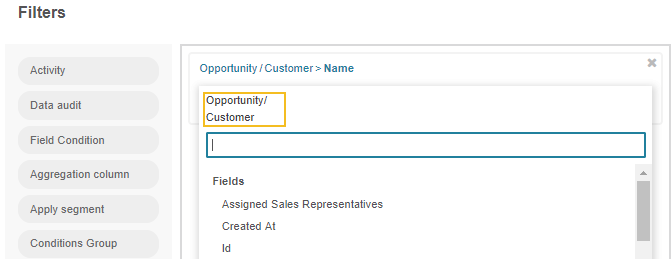 Filters
Activity
Data audit
Field Condition
Aggregation column
Apply segment
Conditions Group
Opportunity / Customer > Name
Opportunity/
Customer
Fields
Assigned Sales Representatives
Created At
Id